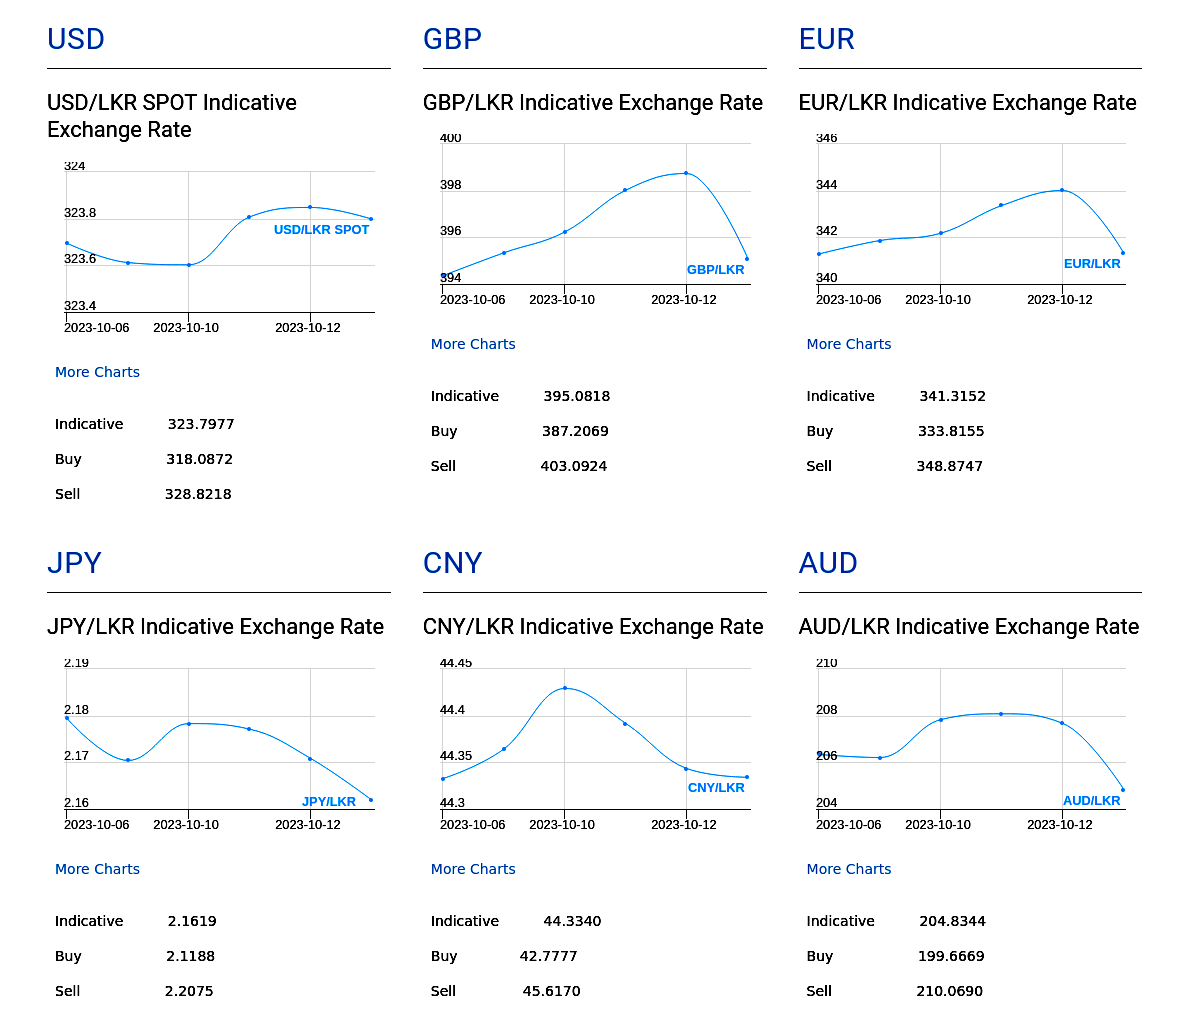 USD
USD/LKR SPOT Indicative
Exchange Rate
324
323.8
USD/LKR SPOT
323.6
323.4
2023-10-06 2023-10-10 2023-10-12
More Charts
Indicative 323.7977
Buy 318.0872
Sell 328.8218
GBP
GBP/LKR Indicative Exchange Rate
400
398
396
GBP/LKR
394
2023-10-06 2023-10-10 2023-10-12
More Charts
Indicative 395.0818
Buy 387.2069
Sell 403.0924
EUR
EUR/LKR Indicative Exchange Rate
346
344
342
EUR/LKR
340
2023-10-06 2023-10-10 2023-10-12
More Charts
Indicative 341.3152
Buy 333.8155
Sell 348.8747
JPY
JPY/LKR Indicative Exchange Rate
2.19
2.18
2.17
JPY/LKR
2.16
2023-10-06 2023-10-10 2023-10-12
More Charts
Indicative 2.1619
Buy 2.1188
Sell 2.2075
CNY
CNY/LKR Indicative Exchange Rate
44.45
44.4
44.35
CNY/LKR
44.3
2023-10-06 2023-10-10 2023-10-12
More Charts
Indicative 44.3340
Buy 42.7777
Sell 45.6170
AUD
AUD/LKR Indicative Exchange Rate
210
208
206
AUD/LKR
204
2023-10-06 2023-10-10 2023-10-12
More Charts
Indicative 204.8344
Buy 199.6669
Sell 210.0690